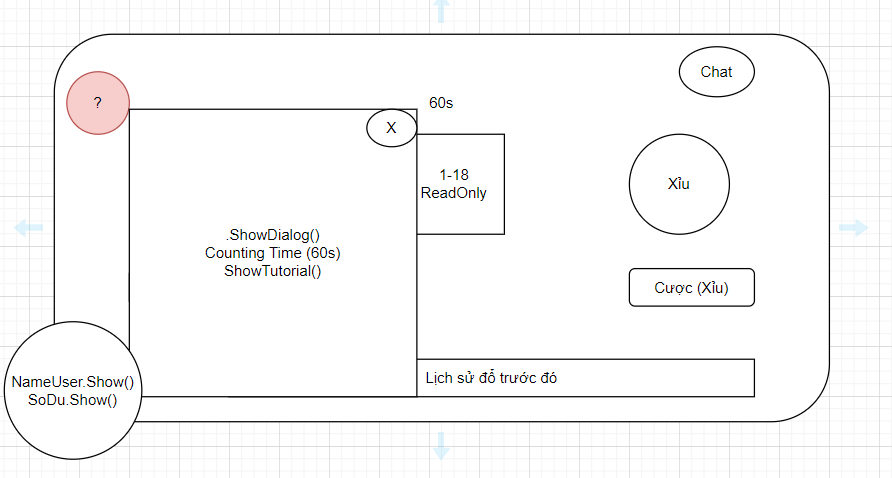 Chat
?
60s
X
1-18
ReadOnly
Xỉu
.ShowDialog()
Counting Time (60s)
ShowTutorial()
Cược (Xỉu)
NameUser.Show()
SoDu.Show()
Lịch sử đổ trước đó